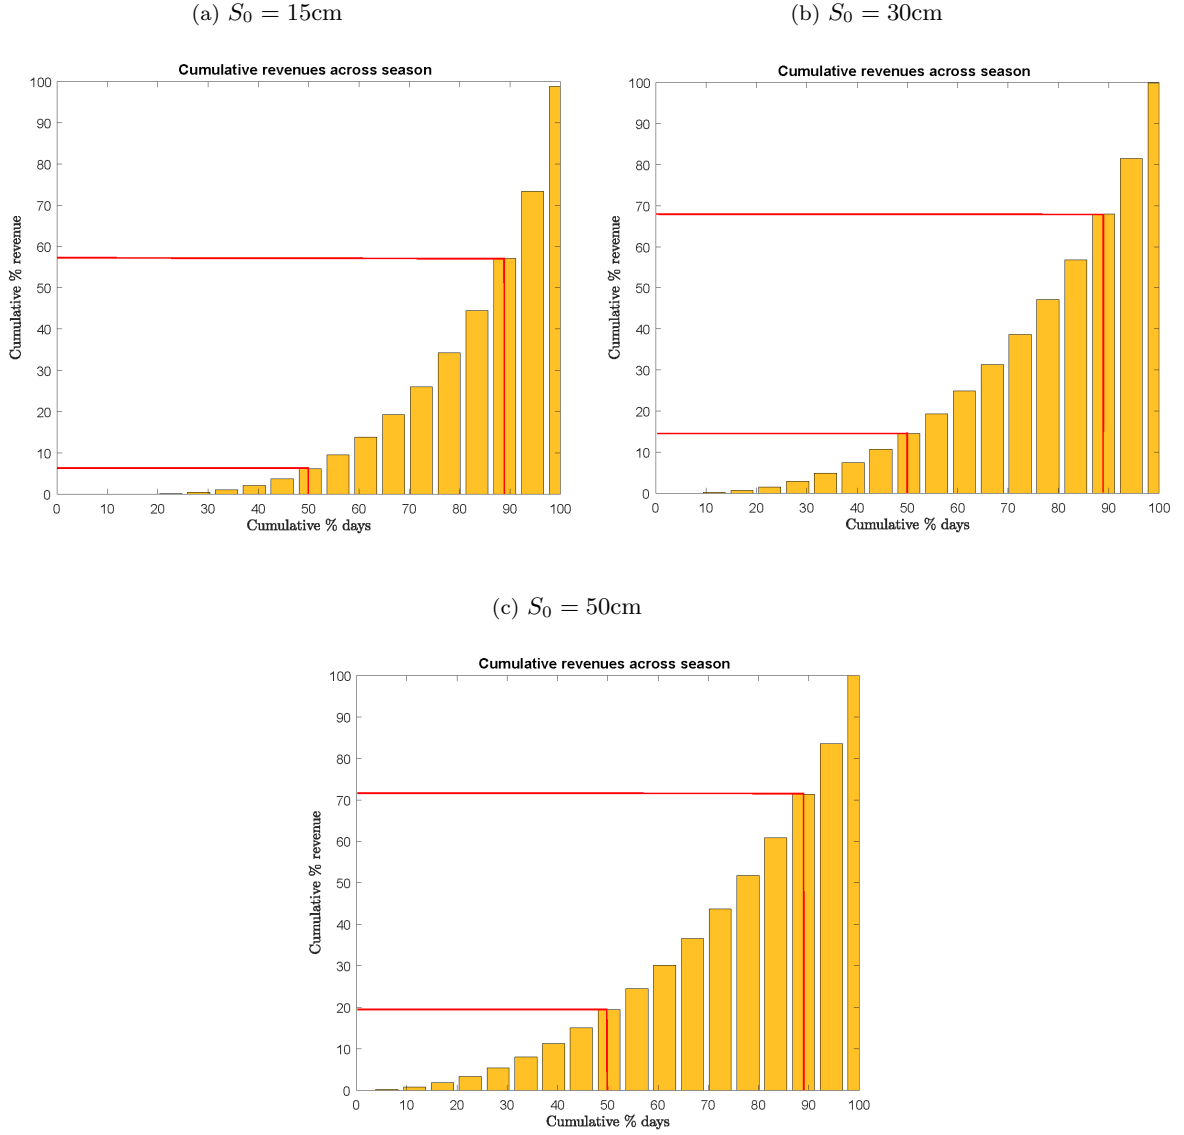 (a) S₀ = 15cm
(b) S₀ = 30cm
Cumulative revenues across season
100
90
80
70
60
50
40
30
20
10
0
Cumulative % revenue
0 10 20 30 40 50 60 70 80 90 100
Cumulative % days
Cumulative revenues across season
100
90
80
70
60
50
40
30
20
10
0
Cumulative % revenue
0 10 20 30 40 50 60 70 80 90 100
Cumulative % days
(c) S₀ = 50cm
Cumulative revenues across season
100
90
80
70
60
50
40
30
20
10
0
Cumulative % revenue
0 10 20 30 40 50 60 70 80 90 100
Cumulative % days